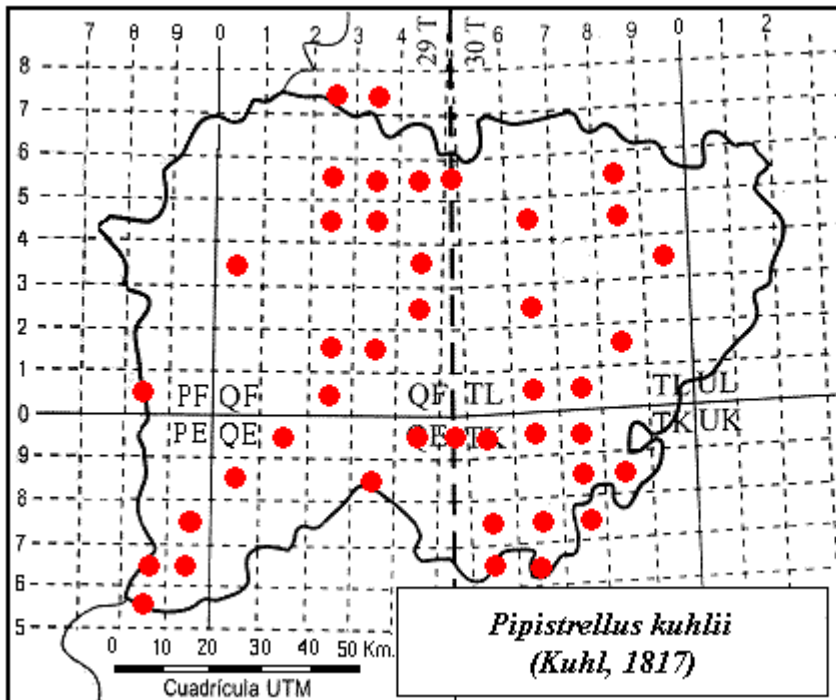 7 8 9 0 1 2 3 4 29 T 30 T 6 7 8 9 0 1 2
8
7
6
5
4
3
2
1
PF QF QF TL TL UL
0
PE QE QE TK TK UK
9
8
7
6
5
Pipistrellus kuhlii
(Kuhl, 1817)
0 10 20 30 40 50 Km.
Cuadrícula UTM